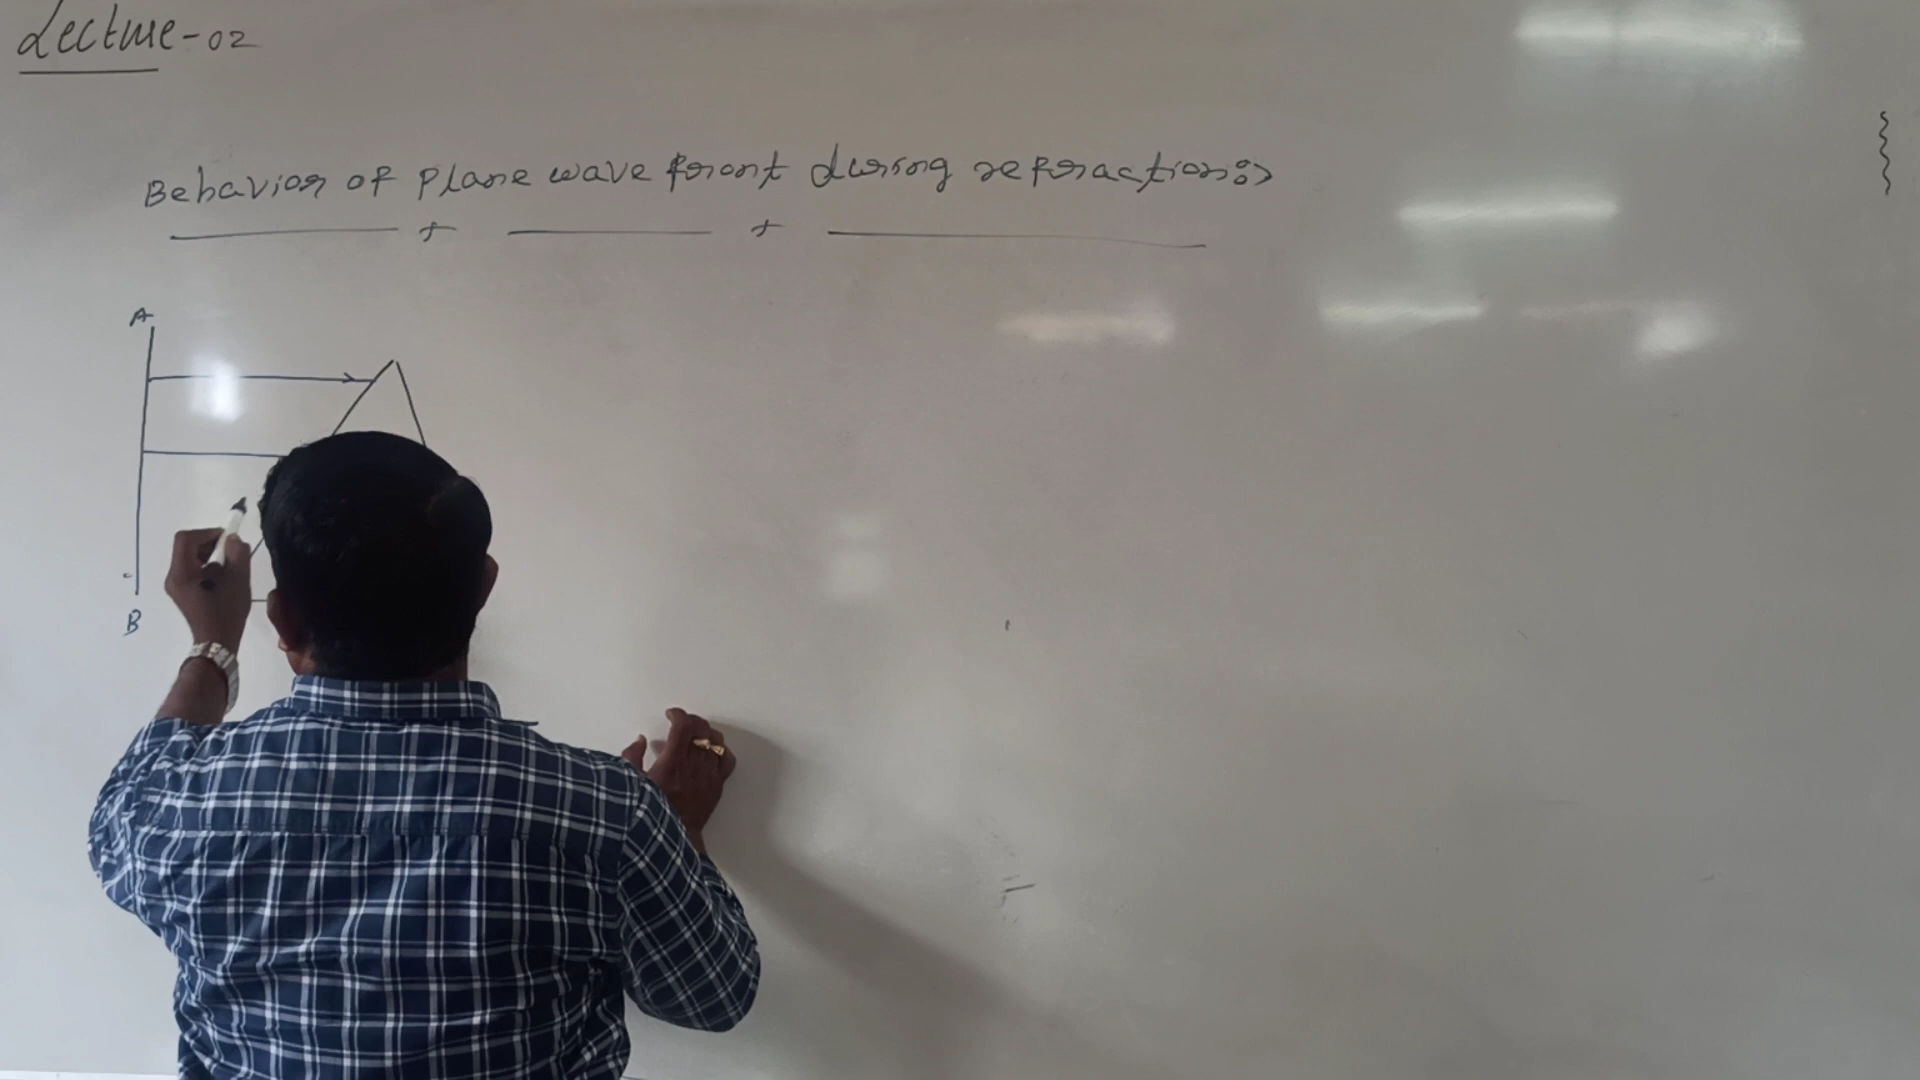 Lecture-02
Behavior of plane wave front during refraction:>
A
B